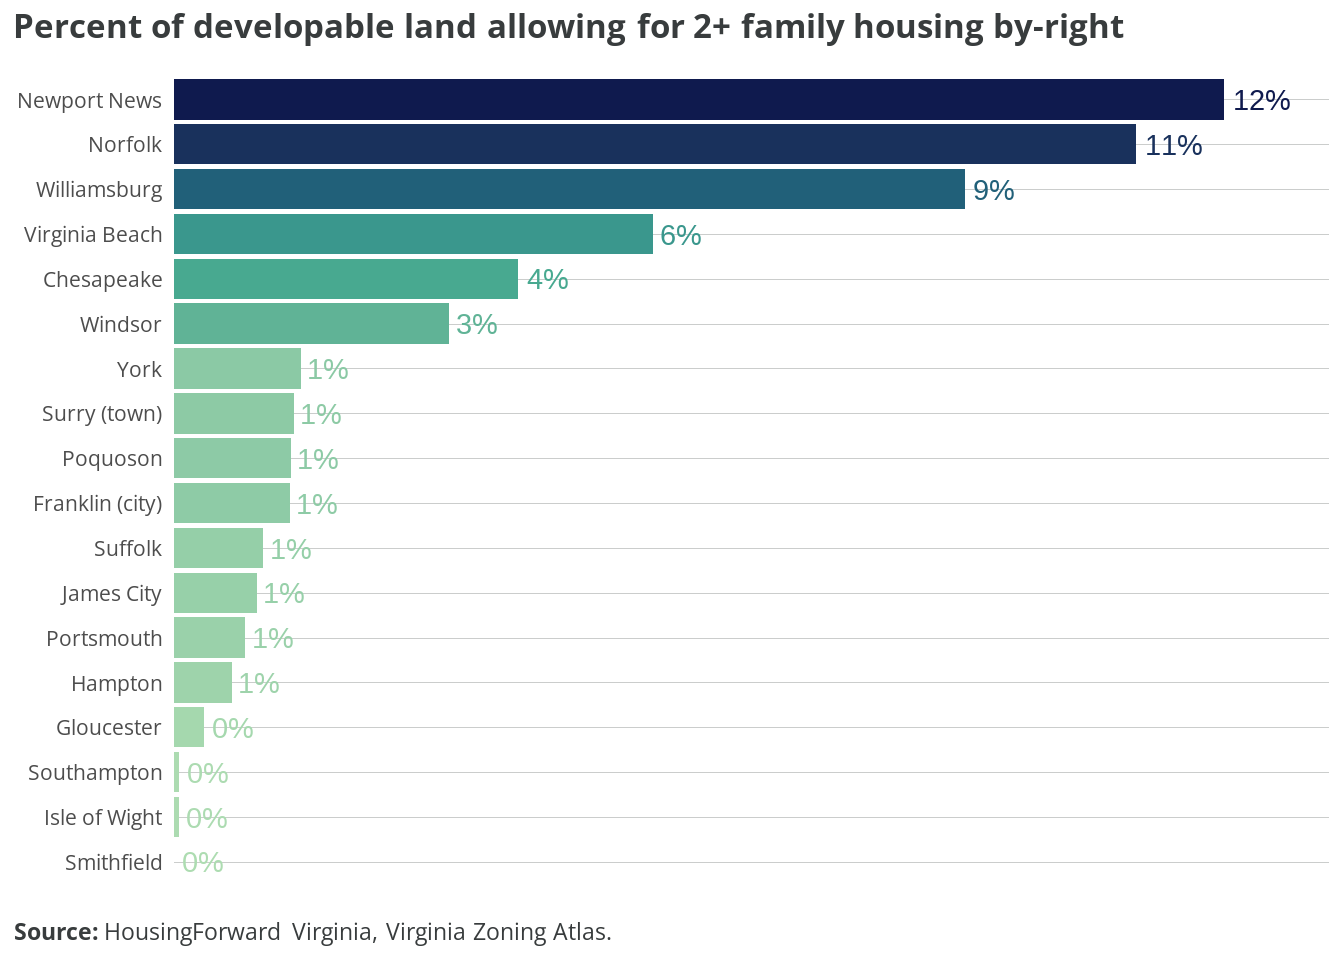 Percent of developable land allowing for 2+ family housing by-right
Newport News 12%
Norfolk 11%
Williamsburg 9%
Virginia Beach 6%
Chesapeake 4%
Windsor 3%
York 1%
Surry (town) 1%
Poquoson 1%
Franklin (city) 1%
Suffolk 1%
James City 1%
Portsmouth 1%
Hampton 1%
Gloucester 0%
Southampton 0%
Isle of Wight 0%
Smithfield 0%
Source: HousingForward Virginia, Virginia Zoning Atlas.